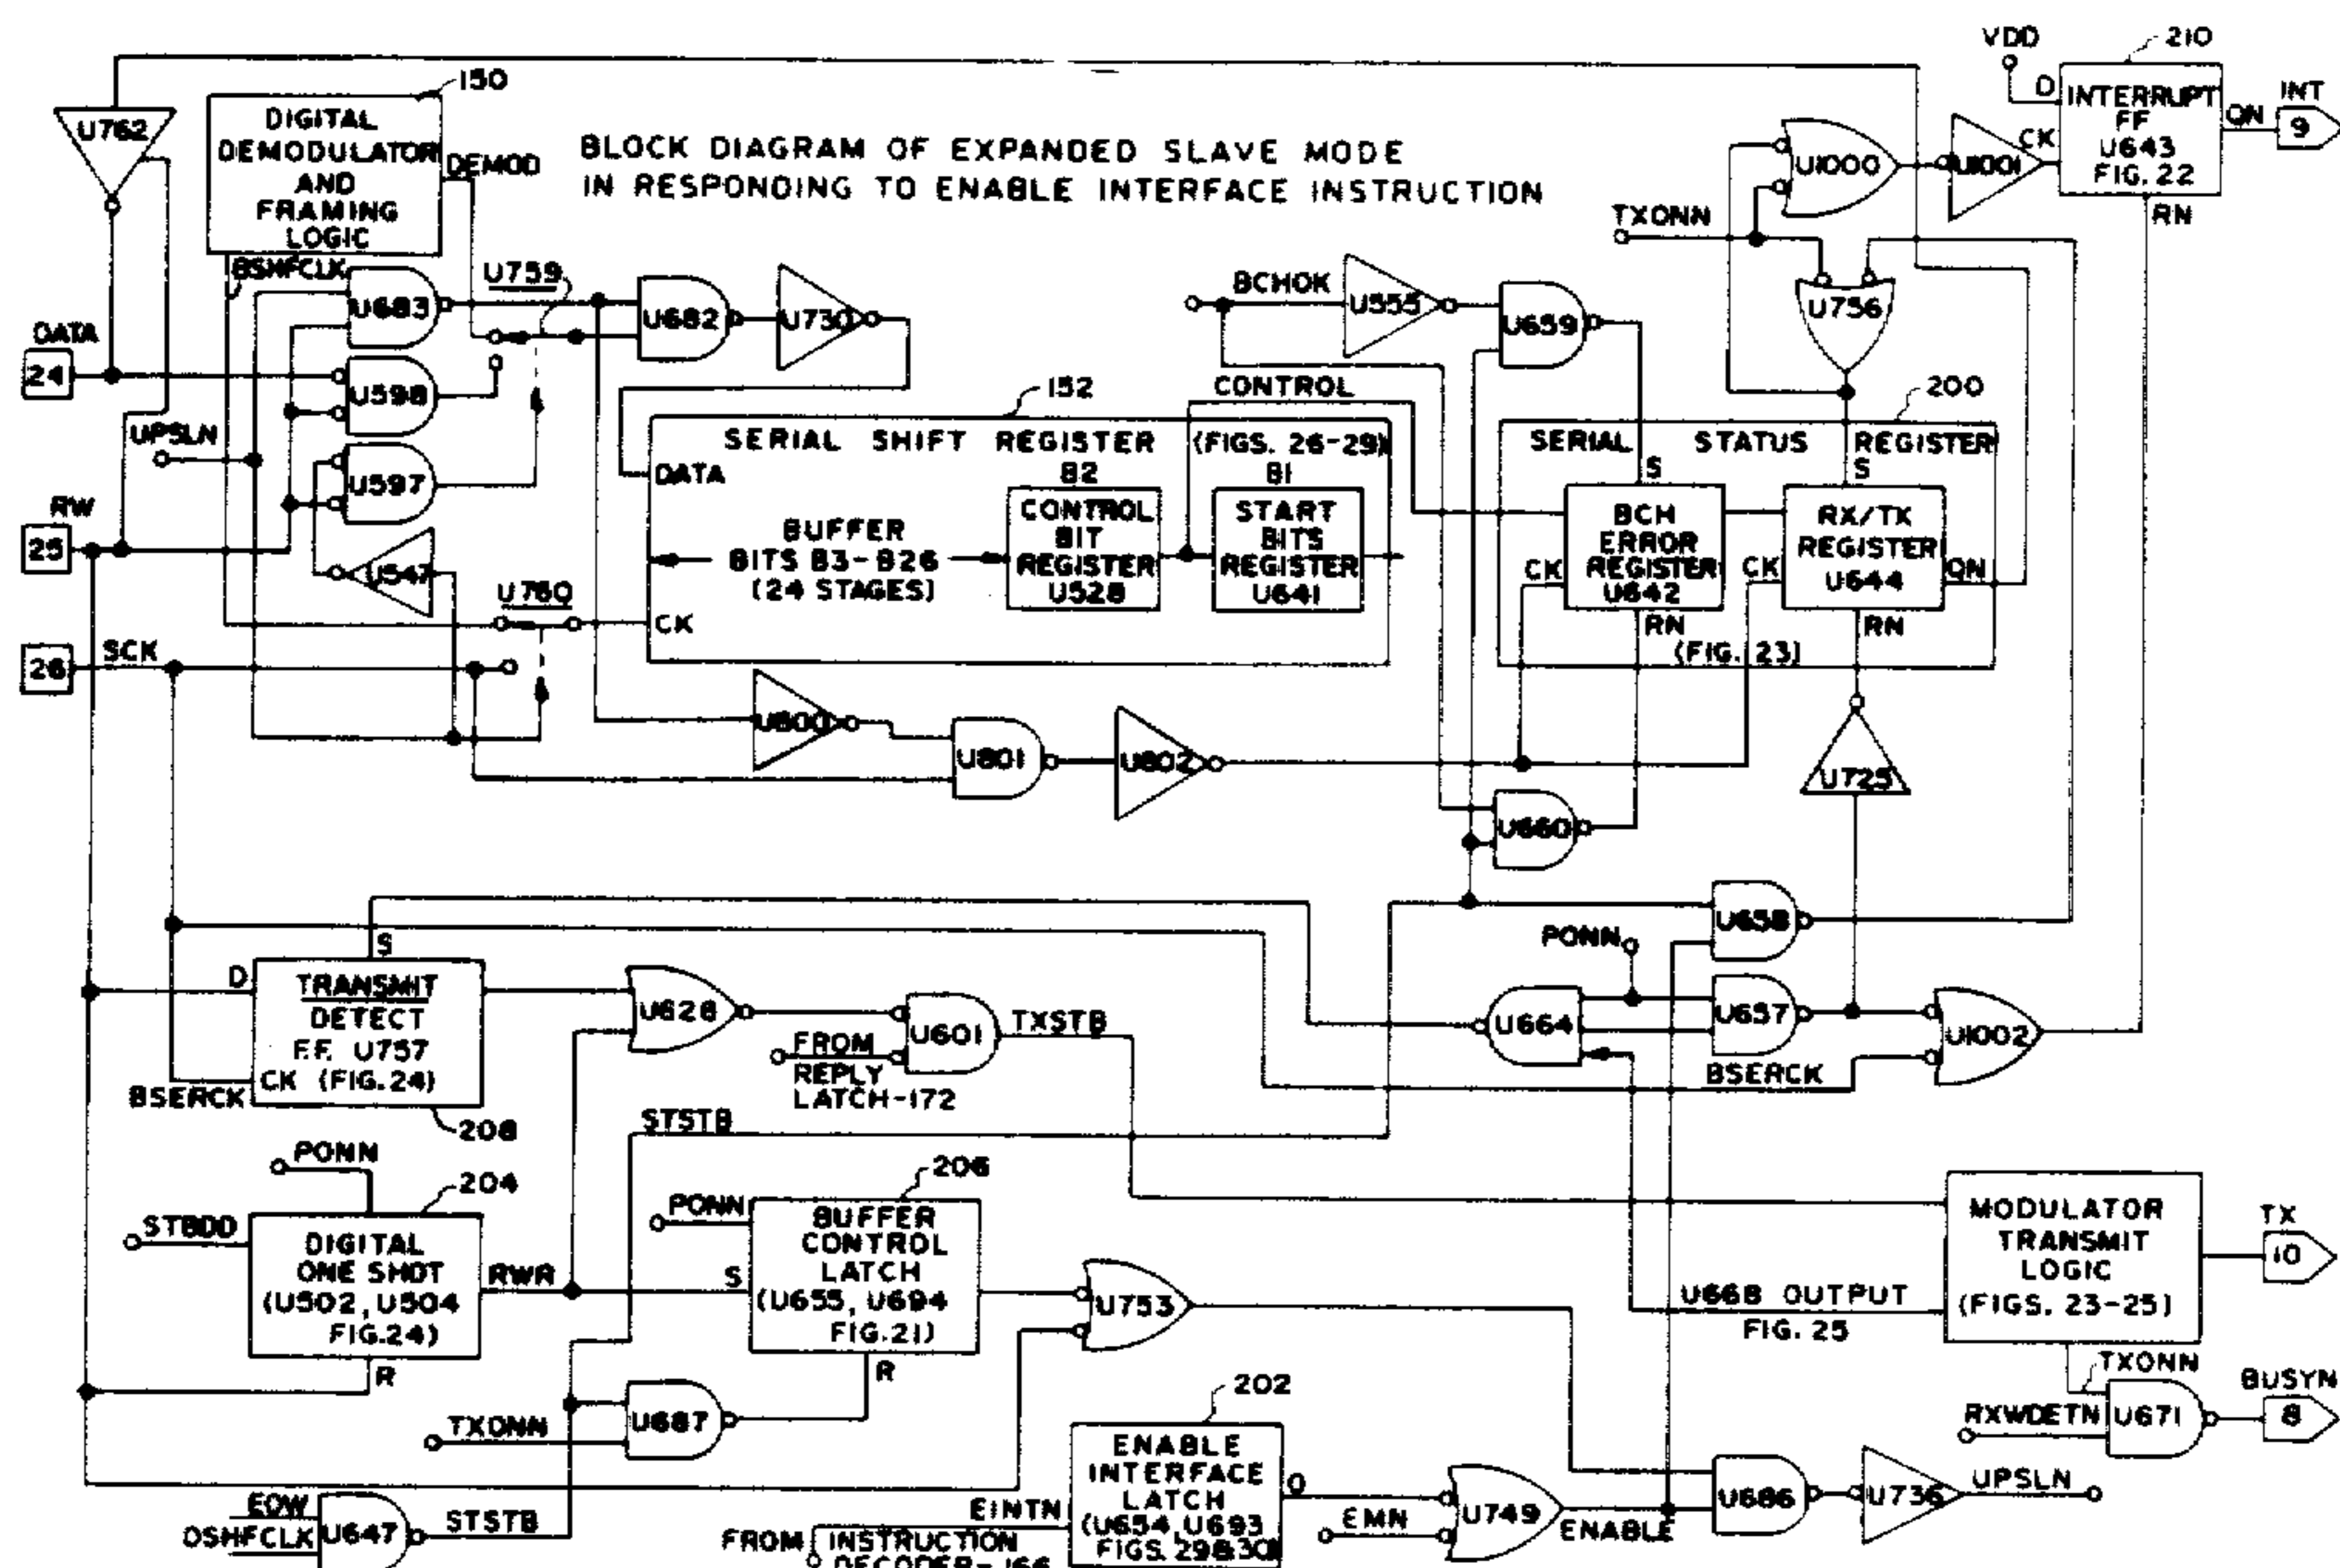 VDD
210
150
U762
DIGITAL
DEMODULATOR
AND
FRAMING
LOGIC
DEMOD
BLOCK DIAGRAM OF EXPANDED SLAVE MODE
IN RESPONDING TO ENABLE INTERFACE INSTRUCTION
U1000
U1001
D
CK
INTERRUPT
FF
U643
FIG. 22
QN
INT
9
RN
TXONN
BSHFCLK
U683
U759
U682
U730
BCHOK
U555
U659
U756
DATA
24
U598
UPSLN
U597
152
CONTROL
200
SERIAL SHIFT REGISTER (FIGS. 26-29)
DATA
B2
B1
BUFFER
BITS B3-B26
(24 STAGES)
CONTROL
BIT
REGISTER
U528
START
BITS
REGISTER
U641
SERIAL STATUS REGISTER
S
S
BCH
ERROR
REGISTER
U642
RX/TX
REGISTER
U644
CK
CK
QN
RN
RN
(FIG. 23)
RW
25
U547
U760
CK
SCK
26
U800
U801
U802
U725
U660
U658
PONN
S
D
TRANSMIT
DETECT
F.F. U757
CK (FIG. 24)
BSERCK
208
U628
U601
TXSTB
FROM
REPLY
LATCH-172
U664
U657
U1002
BSERCK
STSTB
PONN
204
STBDD
DIGITAL
ONE SHOT
(U502, U504
FIG. 24)
R
RWR
206
PONN
S
BUFFER
CONTROL
LATCH
(U655, U694
FIG. 21)
R
U753
MODULATOR
TRANSMIT
LOGIC
(FIGS. 23-25)
TX
10
U668 OUTPUT
FIG. 25
TXONN
U687
TXONN
202
RXWDETN
U671
BUSYN
8
EOW
OSHFCLK
U647
STSTB
EINTN
FROM INSTRUCTION
DECODER-166
ENABLE
INTERFACE
LATCH
(U654, U693
FIGS. 29&30)
Q
EMN
U749
ENABLE
U686
U736
UPSLN